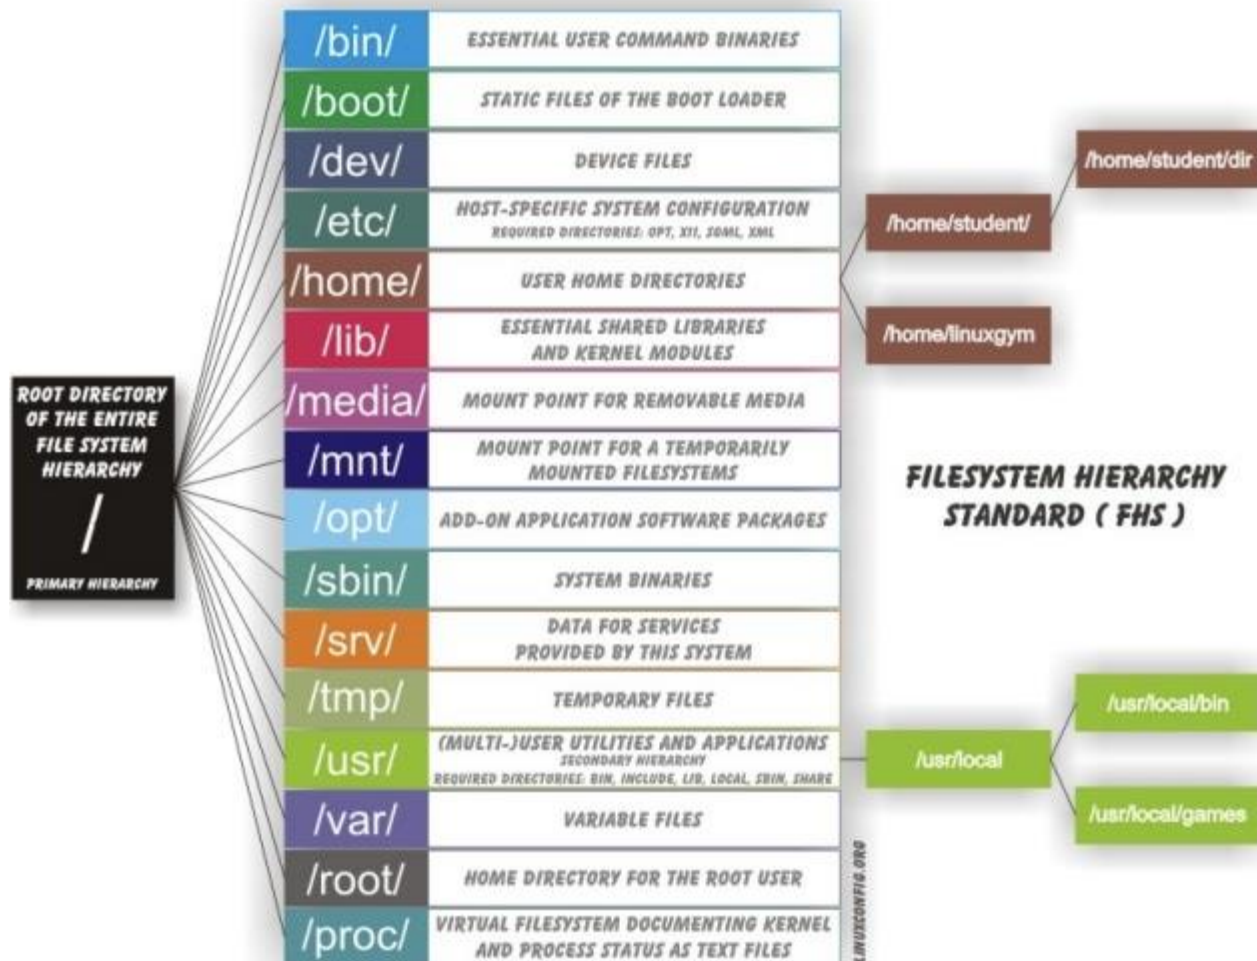 ROOT DIRECTORY
OF THE ENTIRE
FILE SYSTEM
HIERARCHY
/
PRIMARY HIERARCHY
/bin/
ESSENTIAL USER COMMAND BINARIES
/boot/
STATIC FILES OF THE BOOT LOADER
/dev/
DEVICE FILES
/etc/
HOST-SPECIFIC SYSTEM CONFIGURATION
REQUIRED DIRECTORIES: OPT, X11, SGML, XML
/home/
USER HOME DIRECTORIES
/lib/
ESSENTIAL SHARED LIBRARIES
AND KERNEL MODULES
/media/
MOUNT POINT FOR REMOVABLE MEDIA
/mnt/
MOUNT POINT FOR A TEMPORARILY
MOUNTED FILESYSTEMS
/opt/
ADD-ON APPLICATION SOFTWARE PACKAGES
/sbin/
SYSTEM BINARIES
/srv/
DATA FOR SERVICES
PROVIDED BY THIS SYSTEM
/tmp/
TEMPORARY FILES
/usr/
(MULTI-)USER UTILITIES AND APPLICATIONS
SECONDARY HIERARCHY
REQUIRED DIRECTORIES: BIN, INCLUDE, LIB, LOCAL, SBIN, SHARE
/var/
VARIABLE FILES
/root/
HOME DIRECTORY FOR THE ROOT USER
/proc/
VIRTUAL FILESYSTEM DOCUMENTING KERNEL
AND PROCESS STATUS AS TEXT FILES
/home/student/
/home/student/dir
/home/linuxgym
FILESYSTEM HIERARCHY
STANDARD ( FHS )
/usr/local
/usr/local/bin
/usr/local/games
LINUXCONFIG.ORG